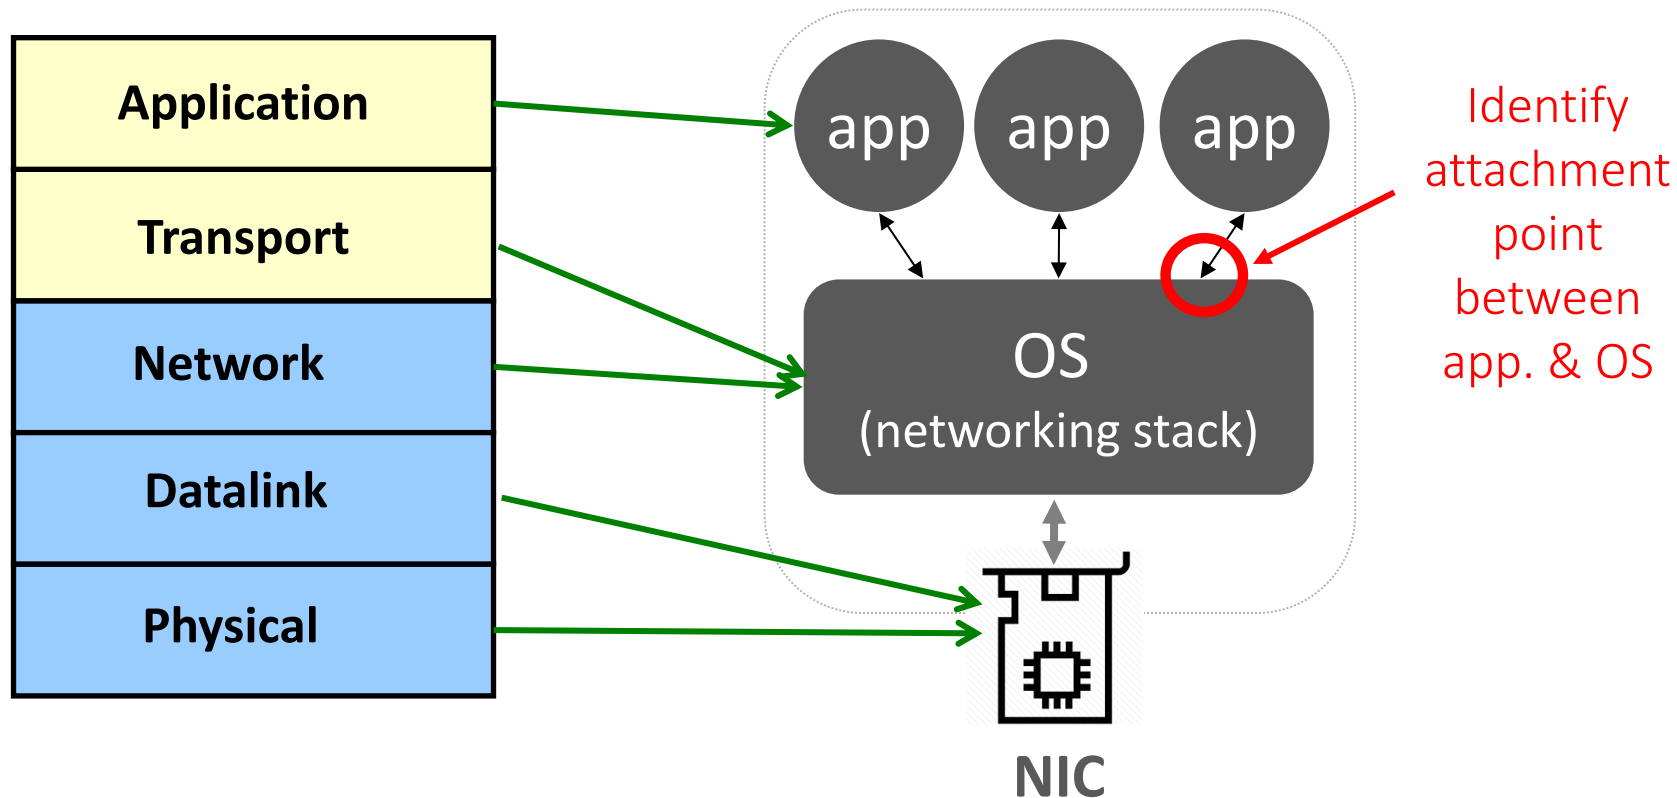 Application
Transport
Network
Datalink
Physical
app
app
app
OS
(networking stack)
NIC
Identify
attachment
point
between
app. & OS